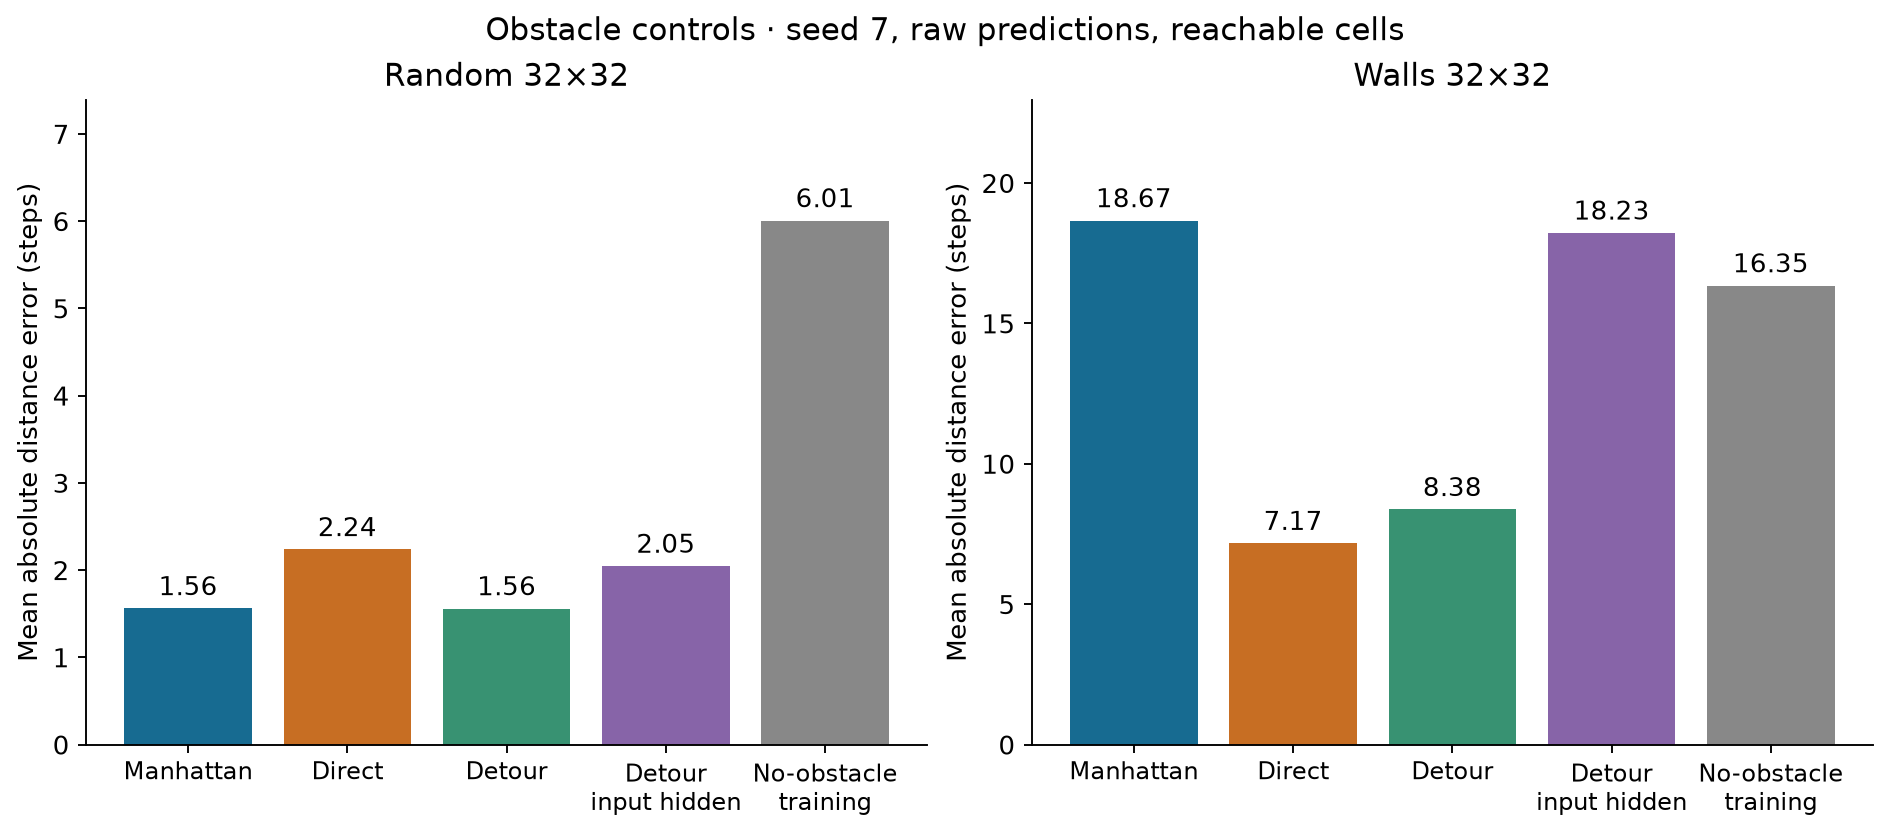 Obstacle controls · seed 7, raw predictions, reachable cells
Random 32×32
Mean absolute distance error (steps)
7
6
5
4
3
2
1
0
1.56
2.24
1.56
2.05
6.01
Manhattan
Direct
Detour
Detour
input hidden
No-obstacle
training
Walls 32×32
Mean absolute distance error (steps)
20
15
10
5
0
18.67
7.17
8.38
18.23
16.35
Manhattan
Direct
Detour
Detour
input hidden
No-obstacle
training